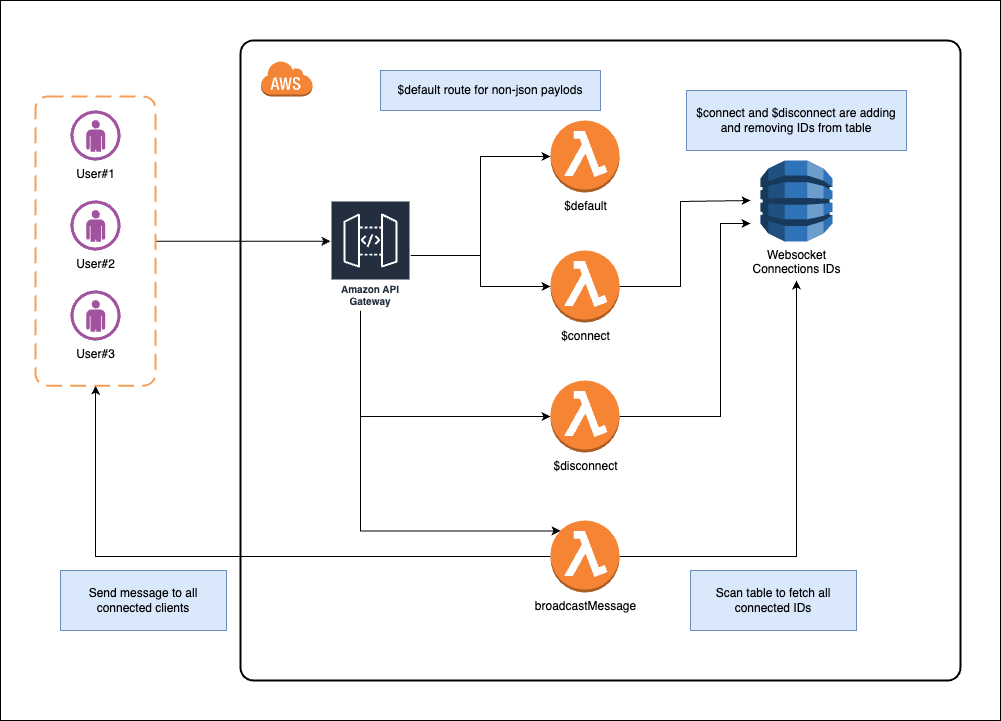 AWS
$default route for non-json paylods
$connect and $disconnect are adding
and removing IDs from table
User#1
$default
User#2
</>
Websocket
Connections IDs
Amazon API
Gateway
User#3
$connect
$disconnect
broadcastMessage
Send message to all
connected clients
Scan table to fetch all
connected IDs